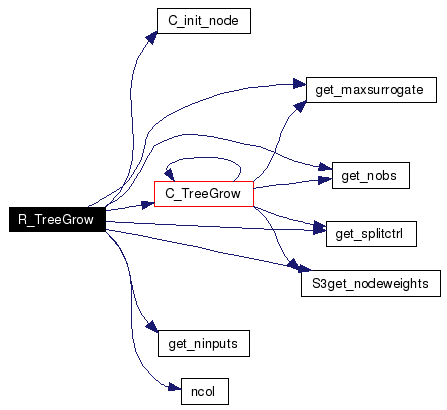 C_init_node
get_maxsurrogate
get_nobs
C_TreeGrow
R_TreeGrow
get_splitctrl
S3get_nodeweights
get_ninputs
ncol